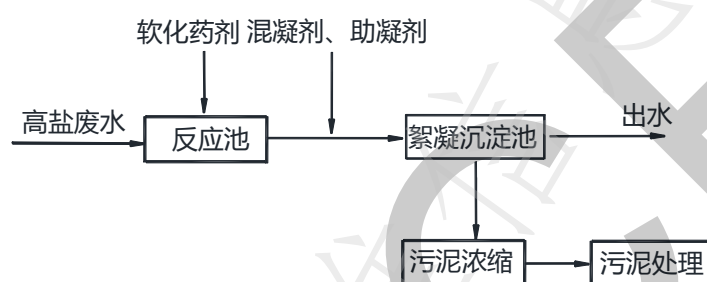 软化药剂 混凝剂、助凝剂
高盐废水
反应池
絮凝沉淀池
出水
污泥浓缩
污泥处理